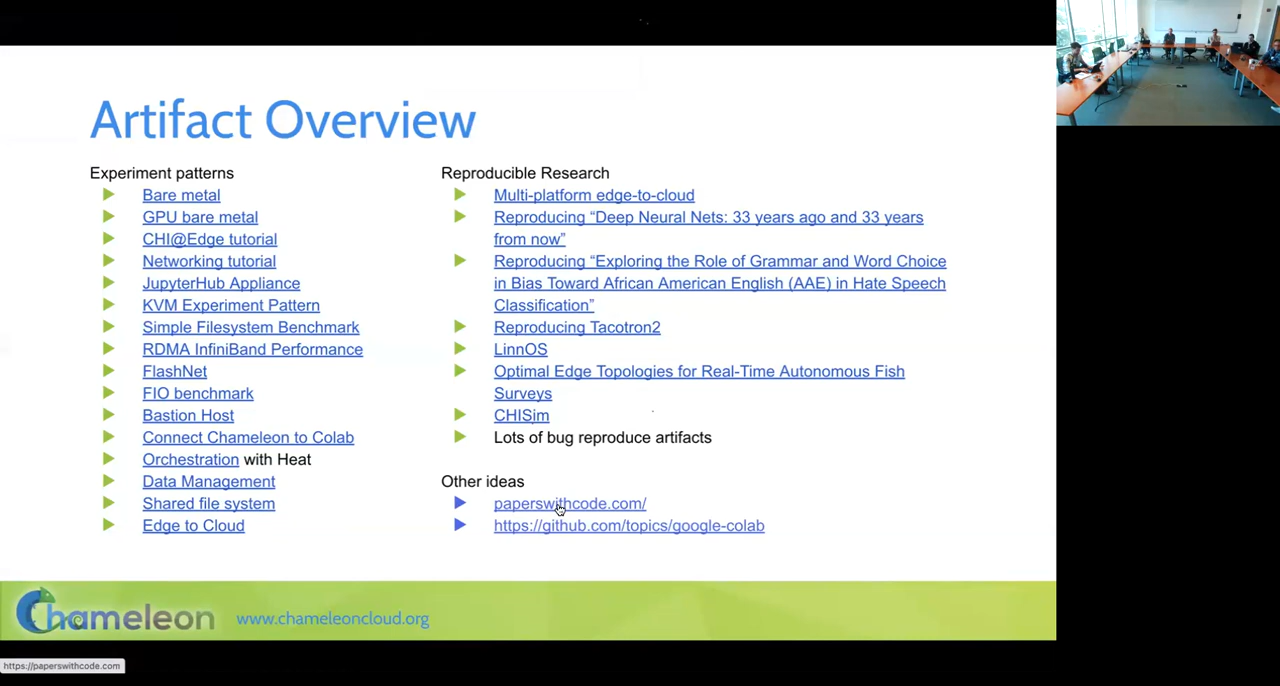 Artifact Overview
Experiment patterns
Bare metal
GPU bare metal
CHI@Edge tutorial
Networking tutorial
JupyterHub Appliance
KVM Experiment Pattern
Simple Filesystem Benchmark
RDMA InfiniBand Performance
FlashNet
FIO benchmark
Bastion Host
Connect Chameleon to Colab
Orchestration with Heat
Data Management
Shared file system
Edge to Cloud
Reproducible Research
Multi-platform edge-to-cloud
Reproducing “Deep Neural Nets: 33 years ago and 33 years
from now”
Reproducing “Exploring the Role of Grammar and Word Choice
in Bias Toward African American English (AAE) in Hate Speech
Classification”
Reproducing Tacotron2
LinnOS
Optimal Edge Topologies for Real-Time Autonomous Fish
Surveys
CHISim
Lots of bug reproduce artifacts
Other ideas
paperswithcode.com/
https://github.com/topics/google-colab
Chameleon
www.chameleoncloud.org
https://paperswithcode.com